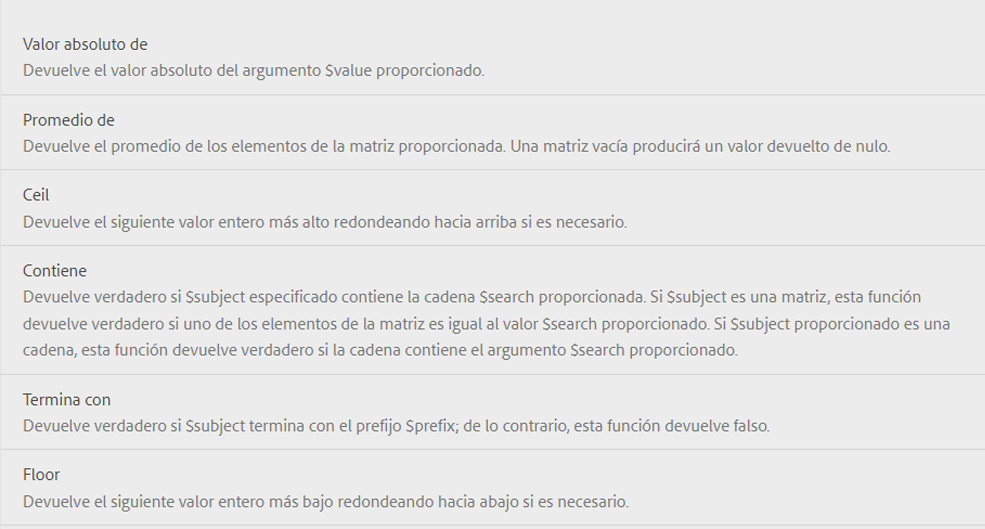 Valor absoluto de
Devuelve el valor absoluto del argumento $value proporcionado.
Promedio de
Devuelve el promedio de los elementos de la matriz proporcionada. Una matriz vacía producirá un valor devuelto de nulo.
Ceil
Devuelve el siguiente valor entero más alto redondeando hacia arriba si es necesario.
Contiene
Devuelve verdadero si $subject especificado contiene la cadena $search proporcionada. Si $subject es una matriz, esta función
devuelve verdadero si uno de los elementos de la matriz es igual al valor $search proporcionado. Si $subject proporcionado es una
cadena, esta función devuelve verdadero si la cadena contiene el argumento $search proporcionado.
Termina con
Devuelve verdadero si $subject termina con el prefijo $prefix; de lo contrario, esta función devuelve falso.
Floor
Devuelve el siguiente valor entero más bajo redondeando hacia abajo si es necesario.